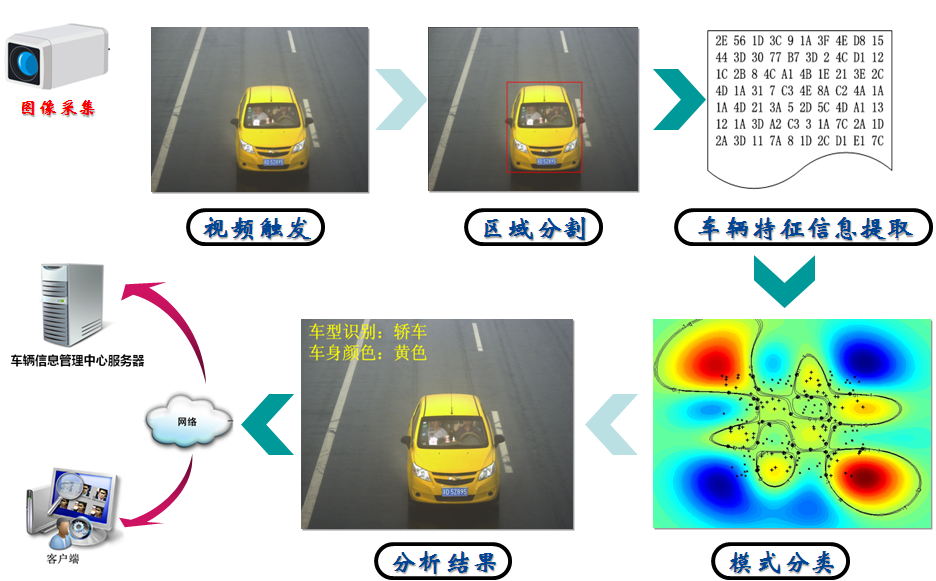 图像采集
2E 56 1D 3C 9 1A 3F 4E D8 15
44 3D 30 77 B7 3D 2 4C D1 12
1C 2B 8 4C A1 4B 1E 21 3E 2C
4D 1A 31 7 C3 4E 8A C2 4A 1A
1A 4D 21 3A 5 2D 5C 4D A1 13
12 1A 3D A2 C3 3 1A 7C 2A 1D
2A 3D 11 7A 8 1D 2C D1 E1 7C
视频触发
区域分割
车辆特征信息提取
车辆信息管理中心服务器
网络
客户端
车型识别：轿车
车身颜色：黄色
分析结果
模式分类